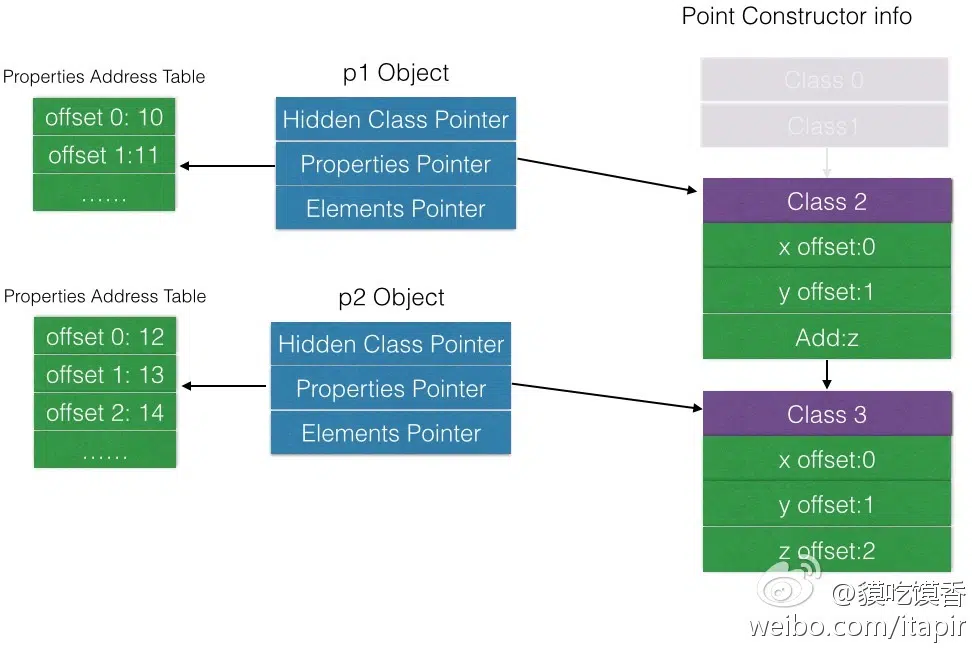 Point Constructor info
Properties Address Table
offset 0: 10
offset 1:11
......
p1 Object
Hidden Class Pointer
Properties Pointer
Elements Pointer
Class 0
Class1
Class 2
x offset:0
y offset:1
Add:z
Properties Address Table
offset 0: 12
offset 1: 13
offset 2: 14
......
p2 Object
Hidden Class Pointer
Properties Pointer
Elements Pointer
Class 3
x offset:0
y offset:1
z offset:2
@貘吃馍香
weibo.com/itapir